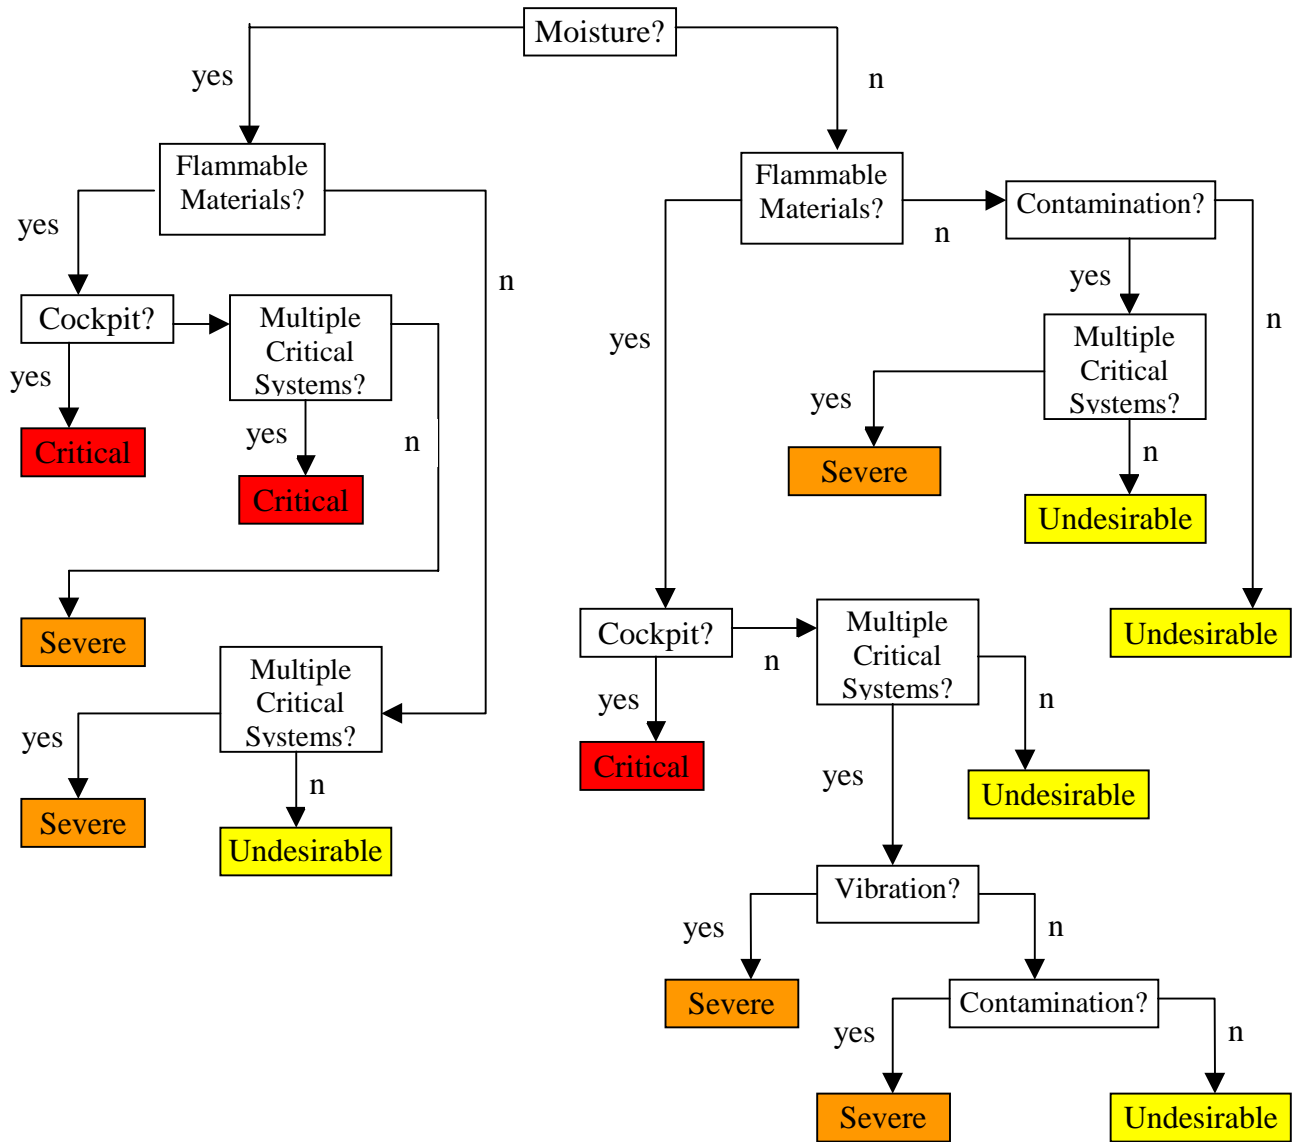 Moisture?
yes
n
Flammable
Materials?
Flammable
Materials?
Contamination?
yes
n
n
yes
n
yes
n
Cockpit?
Multiple
Critical
Systems?
Multiple
Critical
Systems?
yes
yes
n
yes
n
Critical
Critical
Severe
Undesirable
Severe
Cockpit?
n
Multiple
Critical
Systems?
Undesirable
Multiple
Critical
Systems?
yes
n
yes
n
Severe
Undesirable
Critical
yes
Undesirable
Vibration?
yes
n
Severe
Contamination?
yes
n
Severe
Undesirable